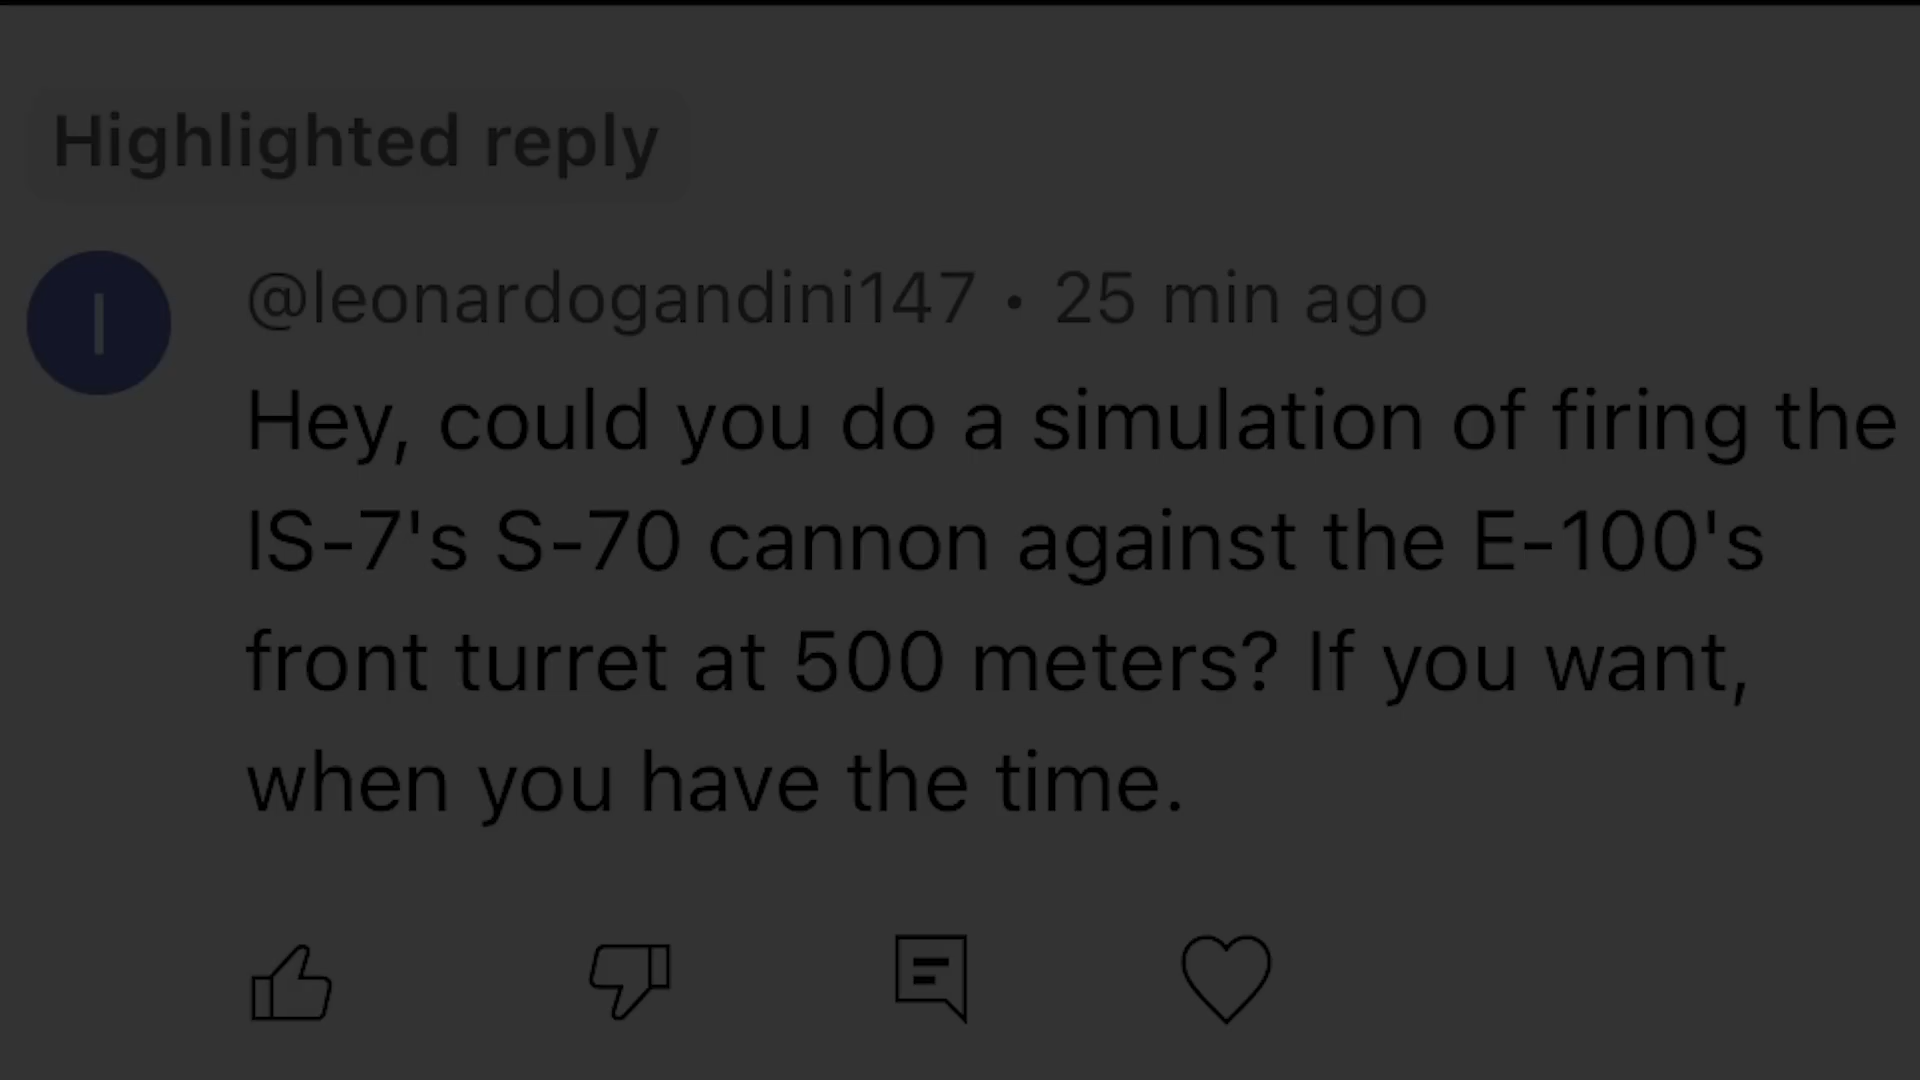 Highlighted reply
@leonardogandini147 • 25 min ago
Hey, could you do a simulation of firing the
IS-7's S-70 cannon against the E-100's
front turret at 500 meters? If you want,
when you have the time.